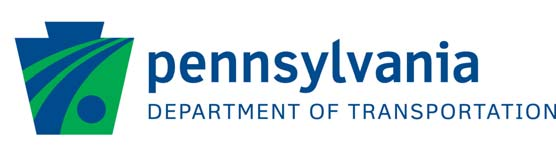 pennsylvania
DEPARTMENT OF TRANSPORTATION